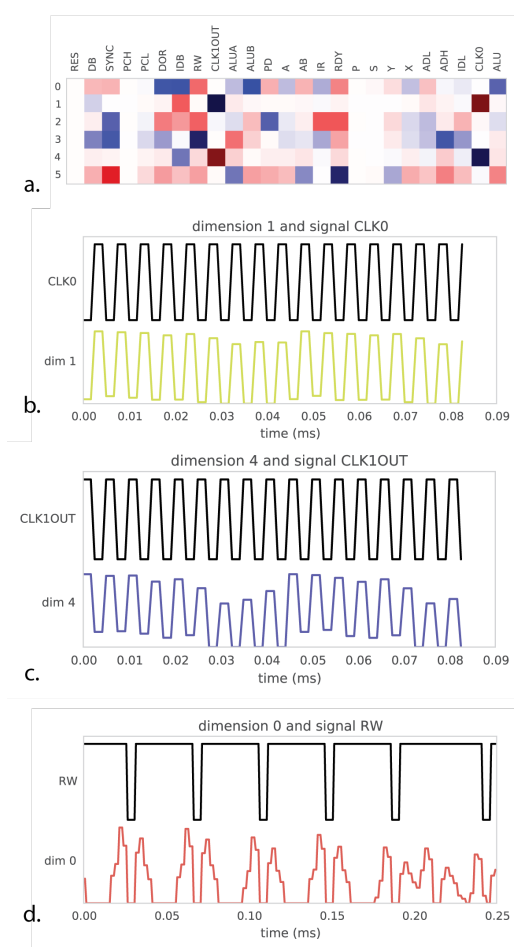 RES DB SYNC PCH PCL DOR IDB RW CLK1OUT ALUA ALUB PD A AB IR RDY P S Y X ADL ADH IDL CLK0 ALU
0
1
2
3
4
5
a.
dimension 1 and signal CLK0
CLK0
dim 1
b.
0.00 0.01 0.02 0.03 0.04 0.05 0.06 0.07 0.08 0.09
time (ms)
dimension 4 and signal CLK1OUT
CLK1OUT
dim 4
0.00 0.01 0.02 0.03 0.04 0.05 0.06 0.07 0.08 0.09
c.
time (ms)
dimension 0 and signal RW
RW
dim 0
d.
0.00 0.05 0.10 0.15 0.20 0.25
time (ms)